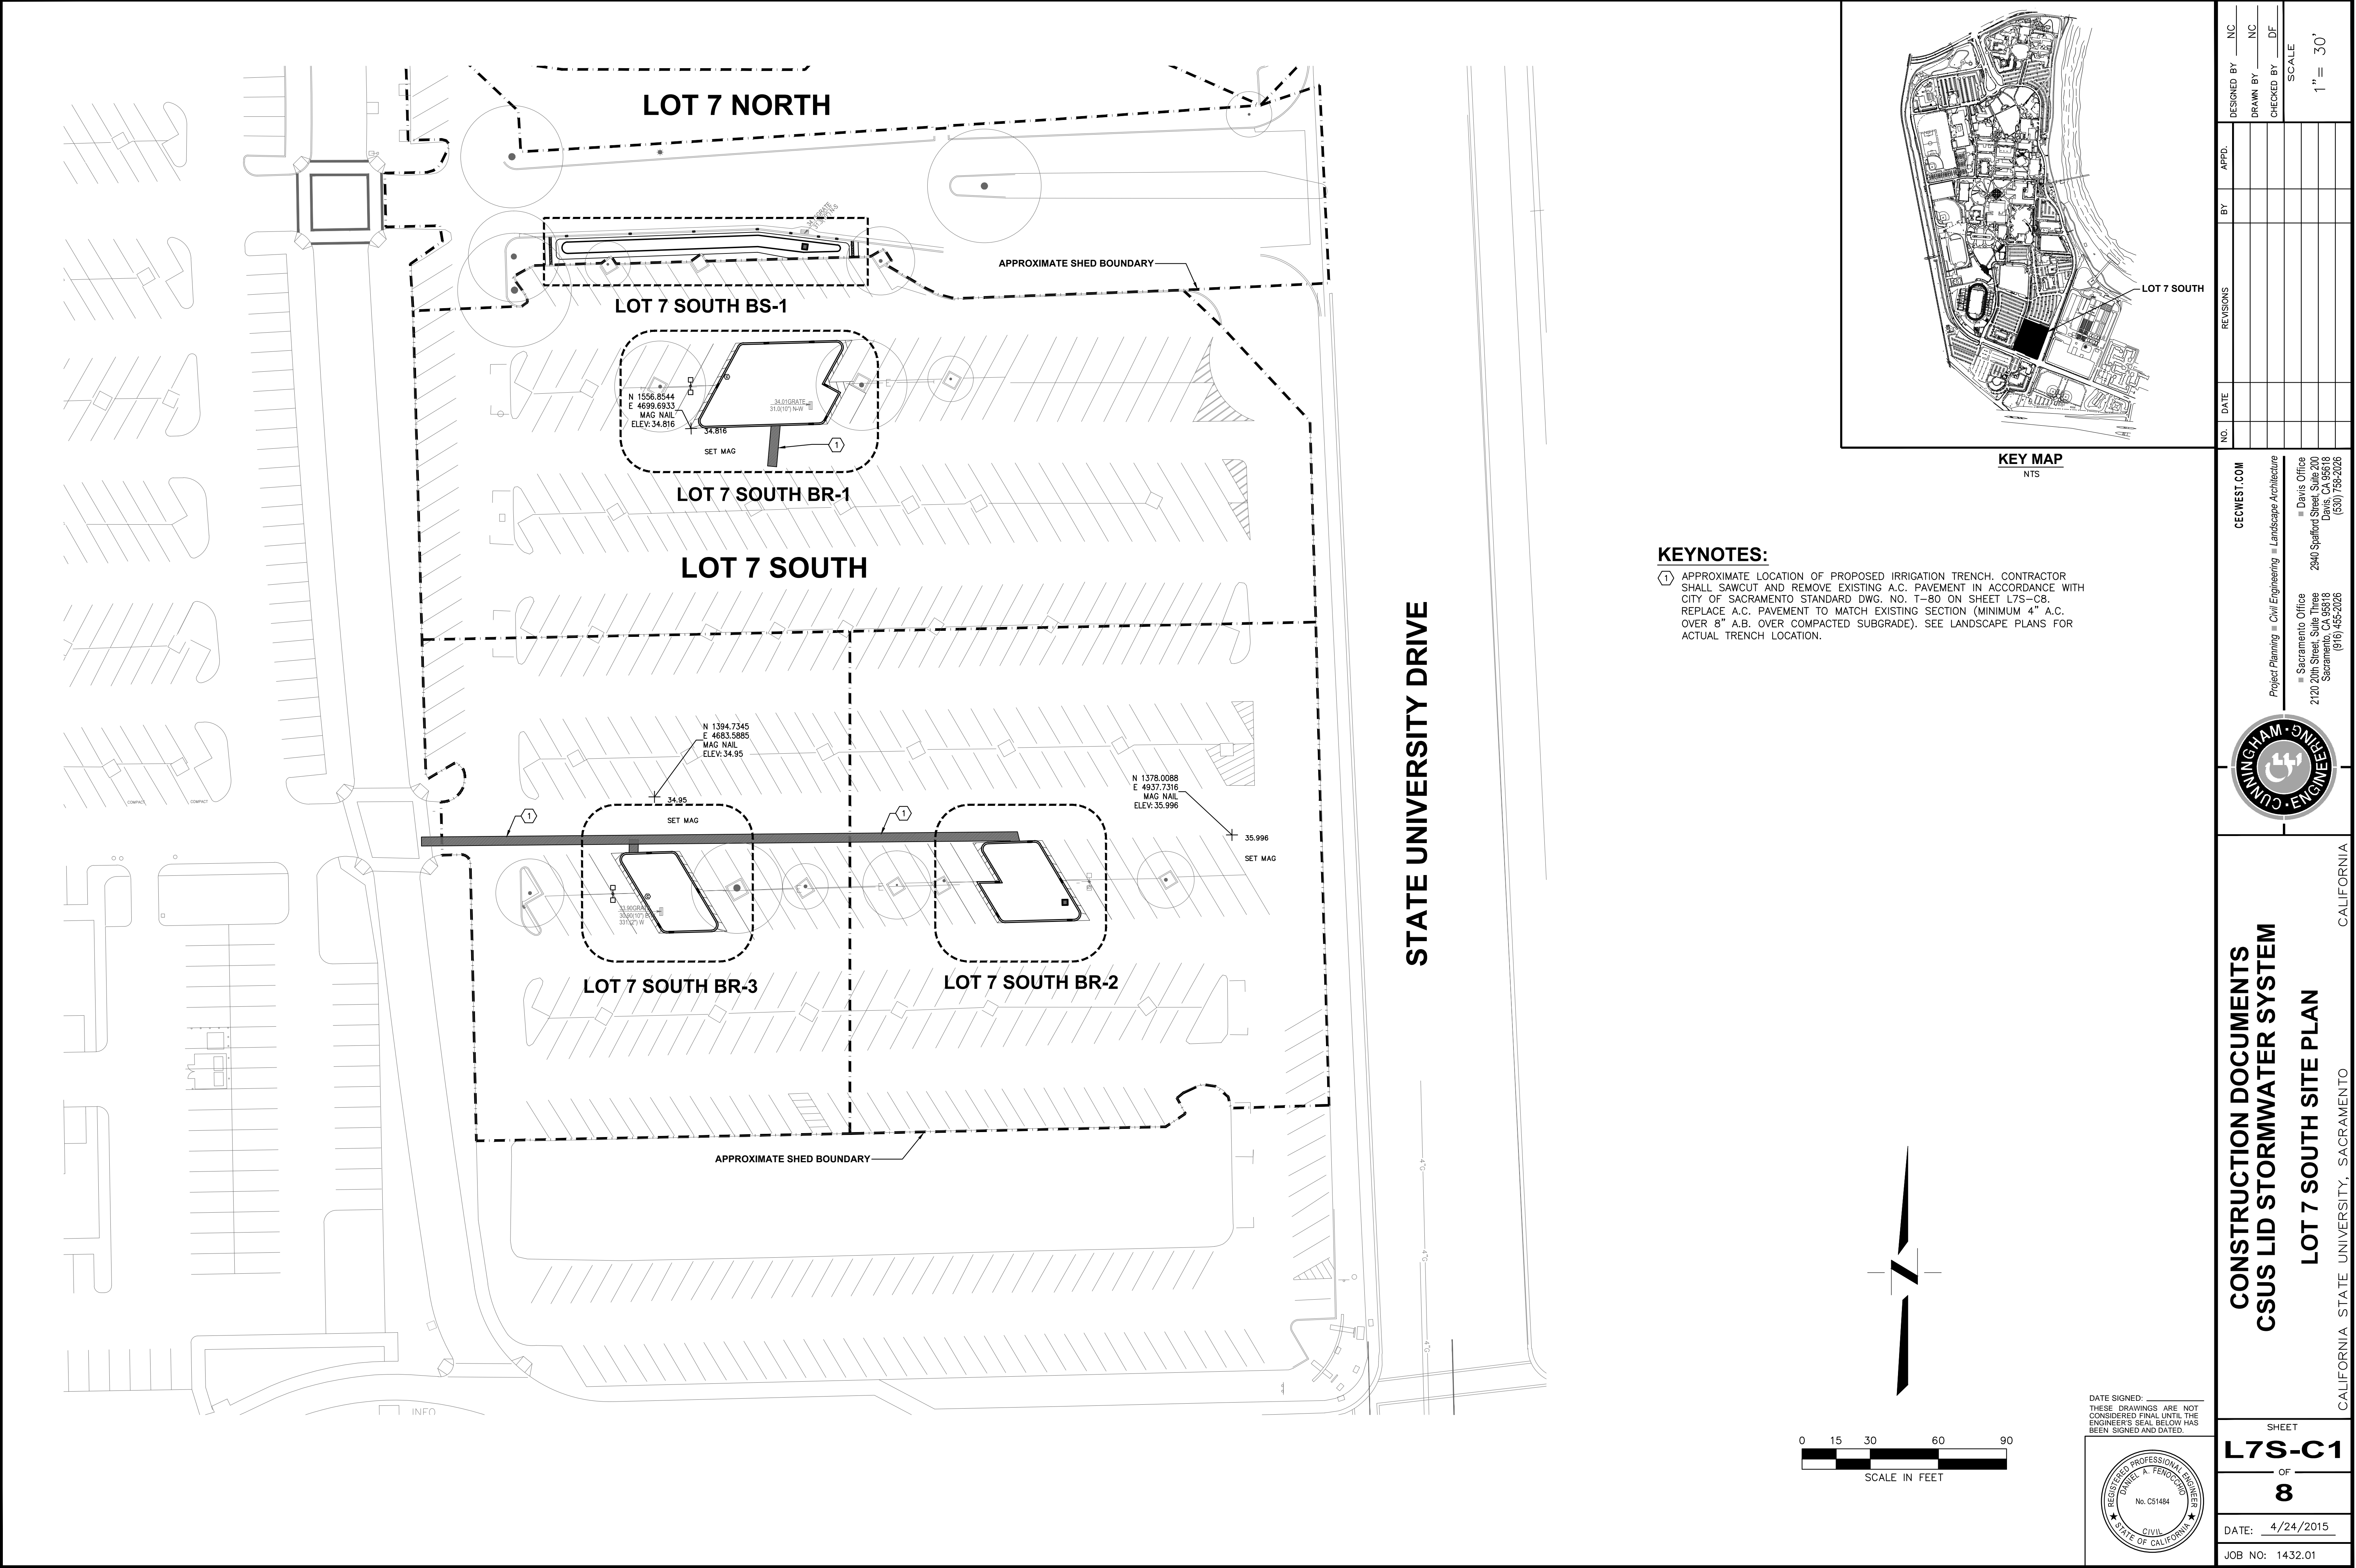 LOT 7 NORTH
APPROXIMATE SHED BOUNDARY
LOT 7 SOUTH BS-1
N 1556.8544
E 4699.6933
MAG NAIL
ELEV: 34.816
34.816
SET MAG
34.01GRATE
31.0(10") N-W
1
LOT 7 SOUTH BR-1
LOT 7 SOUTH
STATE UNIVERSITY DRIVE
N 1394.7345
E 4683.5885
MAG NAIL
ELEV: 34.95
34.95
SET MAG
N 1378.0088
E 4937.7316
MAG NAIL
ELEV: 35.996
35.996
SET MAG
1
1
COMPACT
COMPACT
LOT 7 SOUTH BR-3
LOT 7 SOUTH BR-2
APPROXIMATE SHED BOUNDARY
4"G
4"G
4"G
INFO
LOT 7 SOUTH
KEY MAP
NTS
KEYNOTES:
1 APPROXIMATE LOCATION OF PROPOSED IRRIGATION TRENCH. CONTRACTOR
SHALL SAWCUT AND REMOVE EXISTING A.C. PAVEMENT IN ACCORDANCE WITH
CITY OF SACRAMENTO STANDARD DWG. NO. T-80 ON SHEET L7S-C8.
REPLACE A.C. PAVEMENT TO MATCH EXISTING SECTION (MINIMUM 4" A.C.
OVER 8" A.B. OVER COMPACTED SUBGRADE). SEE LANDSCAPE PLANS FOR
ACTUAL TRENCH LOCATION.
0 15 30 60 90
SCALE IN FEET
DATE SIGNED:
THESE DRAWINGS ARE NOT
CONSIDERED FINAL UNTIL THE
ENGINEER'S SEAL BELOW HAS
BEEN SIGNED AND DATED.
REGISTERED PROFESSIONAL ENGINEER
DANIEL A. FENOCCHIO
No. C51484
CIVIL
STATE OF CALIFORNIA
DESIGNED BY NC
DRAWN BY NC
CHECKED BY DF
SCALE
1"= 30'
NO. DATE REVISIONS BY APPD.
CECWEST.COM
Project Planning Civil Engineering Landscape Architecture
Sacramento Office
2120 20th Street, Suite Three
Sacramento, CA 95818
(916) 455-2026
Davis Office
2940 Spafford Street, Suite 200
Davis, CA 95618
(530) 758-2026
CUNNINGHAM ENGINEERING
CONSTRUCTION DOCUMENTS
CSUS LID STORMWATER SYSTEM
LOT 7 SOUTH SITE PLAN
CALIFORNIA STATE UNIVERSITY, SACRAMENTO CALIFORNIA
SHEET
L7S-C1
OF
8
DATE: 4/24/2015
JOB NO: 1432.01